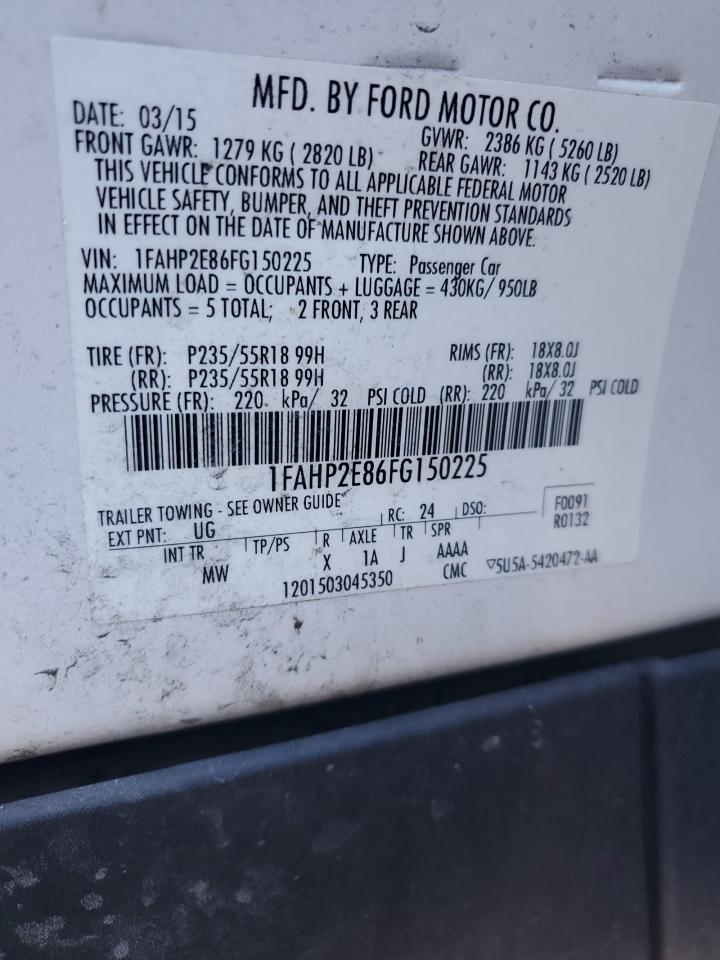 MFD. BY FORD MOTOR CO.
DATE: 03/15 GVWR: 2386 KG ( 5260 LB)
FRONT GAWR: 1279 KG ( 2820 LB) REAR GAWR: 1143 KG ( 2520 LB)
THIS VEHICLE CONFORMS TO ALL APPLICABLE FEDERAL MOTOR
VEHICLE SAFETY, BUMPER, AND THEFT PREVENTION STANDARDS
IN EFFECT ON THE DATE OF MANUFACTURE SHOWN ABOVE.
VIN: 1FAHP2E86FG150225 TYPE: Passenger Car
MAXIMUM LOAD = OCCUPANTS + LUGGAGE = 430KG/ 950LB
OCCUPANTS = 5 TOTAL; 2 FRONT, 3 REAR
TIRE (FR): P235/55R18 99H RIMS (FR): 18X8.0J
(RR): P235/55R18 99H (RR): 18X8.0J
PRESSURE (FR): 220 kPa/ 32 PSI COLD (RR): 220 kPa/ 32 PSI COLD
1FAHP2E86FG150225
TRAILER TOWING - SEE OWNER GUIDE
EXT PNT: UG RC: 24 DSO: F0091
R0132
INT TR TP/PS R AXLE TR SPR
MW X 1A J AAAA
1201503045350 CMC ▽5U5A-5420472-AA